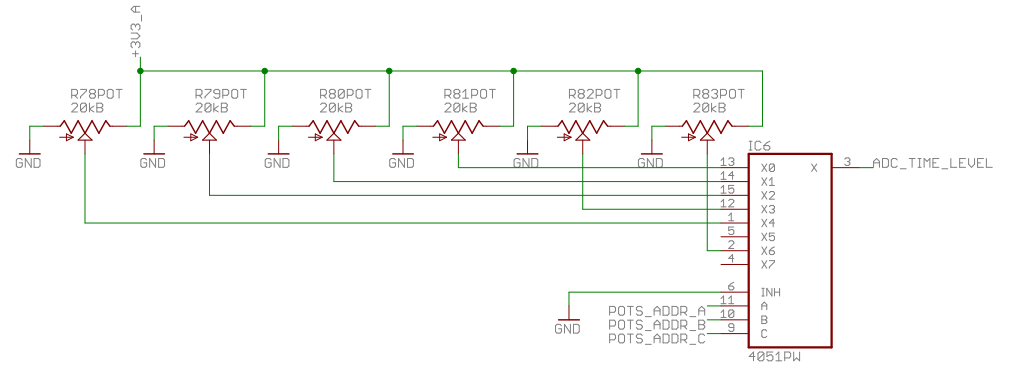 +3V3_A
R78POT R79POT R80POT R81POT R82POT R83POT
20kB 20kB 20kB 20kB 20kB 20kB
GND GND GND GND GND GND
IC6
13 X0 X 3 ADC_TIME_LEVEL
14 X1
15 X2
12 X3
1 X4
5 X5
2 X6
4 X7
6 INH
POTS_ADDR_A 11 A
POTS_ADDR_B 10 B
GND
POTS_ADDR_C 9 C
4051PW